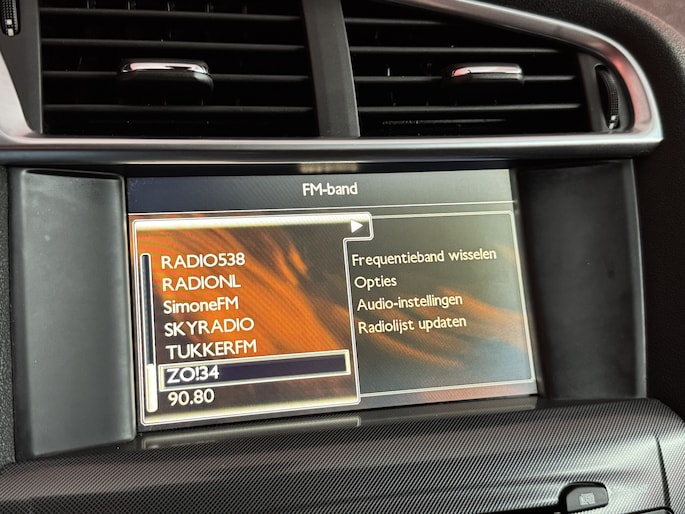 FM-band
RADIO538
RADIONL
SimoneFM
SKYRADIO
TUKKERFM
ZO!34
90.80
Frequentieband wisselen
Opties
Audio-instellingen
Radiolijst updaten